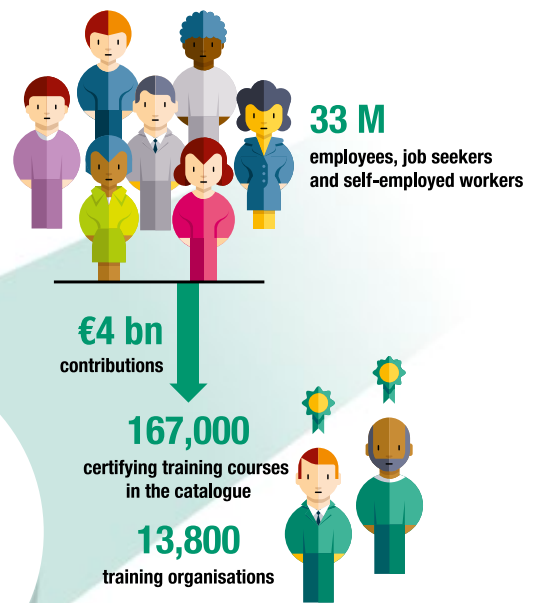 33 M
employees, job seekers
and self-employed workers
€4 bn
contributions
167,000
certifying training courses
in the catalogue
13,800
training organisations